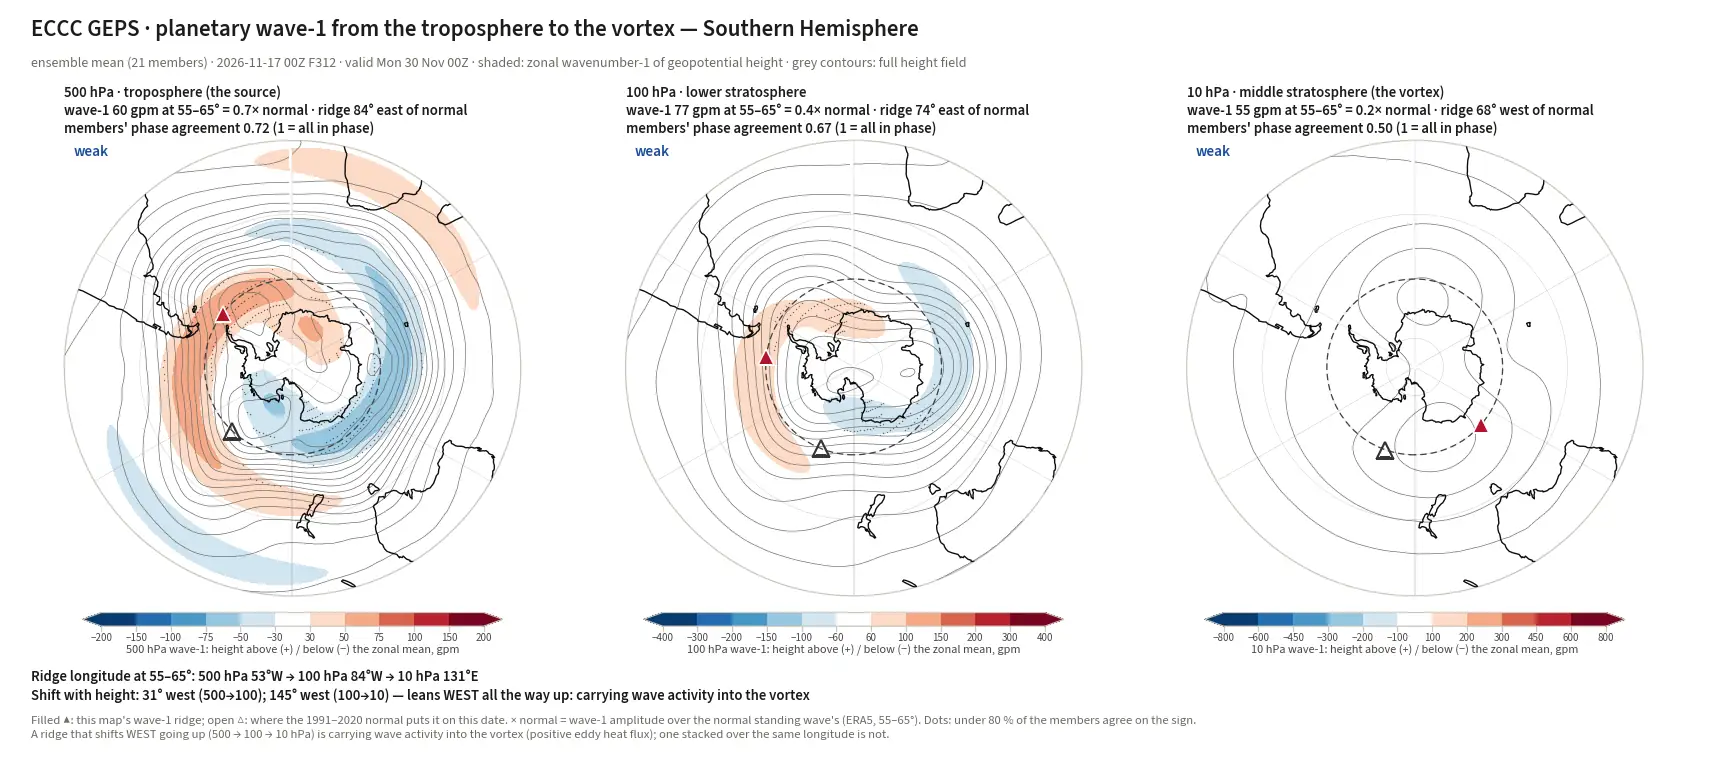 ECCC GEPS · planetary wave-1 from the troposphere to the vortex — Southern Hemisphere
ensemble mean (21 members) · 2026-11-17 00Z F312 · valid Mon 30 Nov 00Z · shaded: zonal wavenumber-1 of geopotential height · grey contours: full height field
500 hPa · troposphere (the source)
wave-1 60 gpm at 55–65° = 0.7× normal · ridge 84° east of normal
members' phase agreement 0.72 (1 = all in phase)
weak
100 hPa · lower stratosphere
wave-1 77 gpm at 55–65° = 0.4× normal · ridge 74° east of normal
members' phase agreement 0.67 (1 = all in phase)
weak
10 hPa · middle stratosphere (the vortex)
wave-1 55 gpm at 55–65° = 0.2× normal · ridge 68° west of normal
members' phase agreement 0.50 (1 = all in phase)
weak
−200 −150 −100 −75 −50 −30 30 50 75 100 150 200
500 hPa wave-1: height above (+) / below (−) the zonal mean, gpm
−400 −300 −200 −150 −100 −60 60 100 150 200 300 400
100 hPa wave-1: height above (+) / below (−) the zonal mean, gpm
−800 −600 −450 −300 −200 −100 100 200 300 450 600 800
10 hPa wave-1: height above (+) / below (−) the zonal mean, gpm
Ridge longitude at 55–65°: 500 hPa 53°W → 100 hPa 84°W → 10 hPa 131°E
Shift with height: 31° west (500→100); 145° west (100→10) — leans WEST all the way up: carrying wave activity into the vortex
Filled ▲: this map's wave-1 ridge; open △: where the 1991–2020 normal puts it on this date. × normal = wave-1 amplitude over the normal standing wave's (ERA5, 55–65°). Dots: under 80 % of the members agree on the sign.
A ridge that shifts WEST going up (500 → 100 → 10 hPa) is carrying wave activity into the vortex (positive eddy heat flux); one stacked over the same longitude is not.